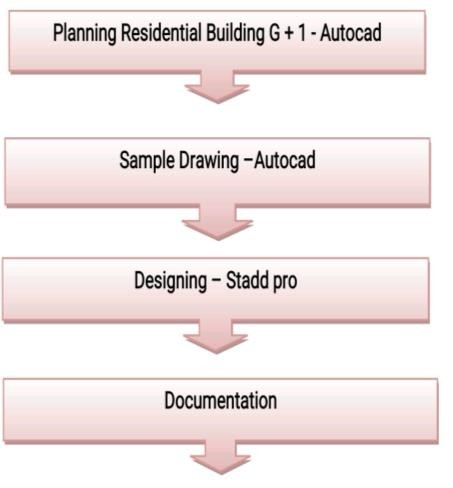 Planning Residential Building G + 1 - Autocad
Sample Drawing –Autocad
Designing – Stadd pro
Documentation